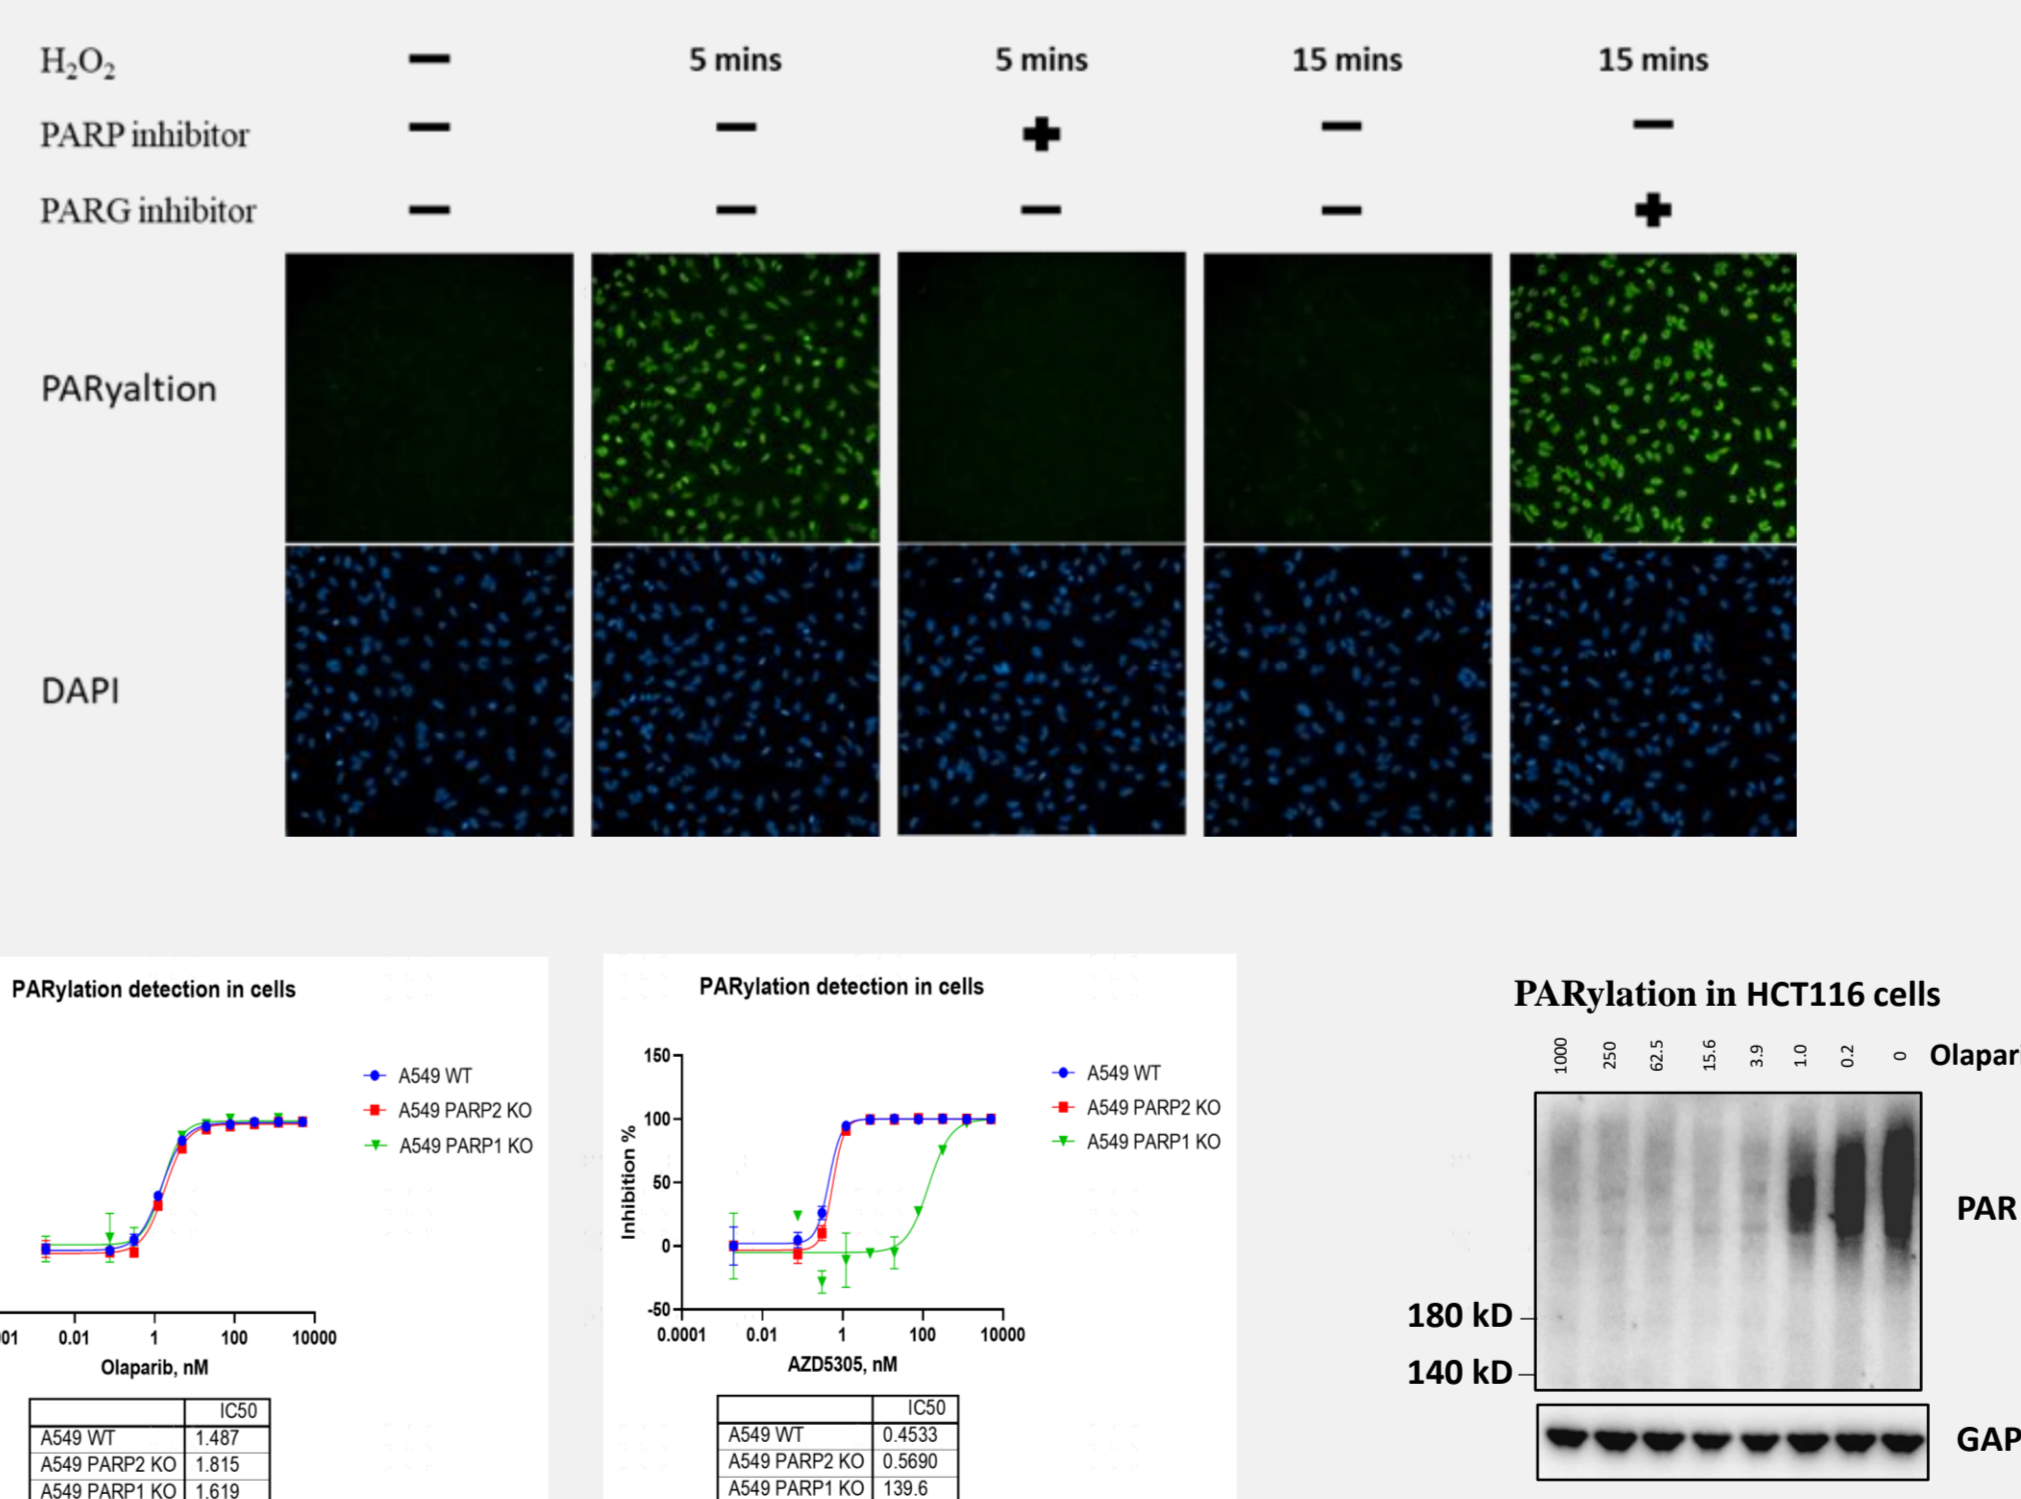 H₂O₂ − 5 mins 5 mins 15 mins 15 mins
PARP inhibitor − − + − −
PARG inhibitor − − − − +
PARyaltion
DAPI
PARylation detection in cells
A549 WT
A549 PARP2 KO
A549 PARP1 KO
01 0.01 1 100 10000
Olaparib, nM
IC50
A549 WT 1.487
A549 PARP2 KO 1.815
A549 PARP1 KO 1.619
PARylation detection in cells
150
100
50
0
-50
Inhibition %
A549 WT
A549 PARP2 KO
A549 PARP1 KO
0.0001 0.01 1 100 10000
AZD5305, nM
IC50
A549 WT 0.4533
A549 PARP2 KO 0.5690
A549 PARP1 KO 139.6
PARylation in HCT116 cells
1000 250 62.5 15.6 3.9 1.0 0.2 0 Olapari
PAR
180 kD
140 kD
GAP